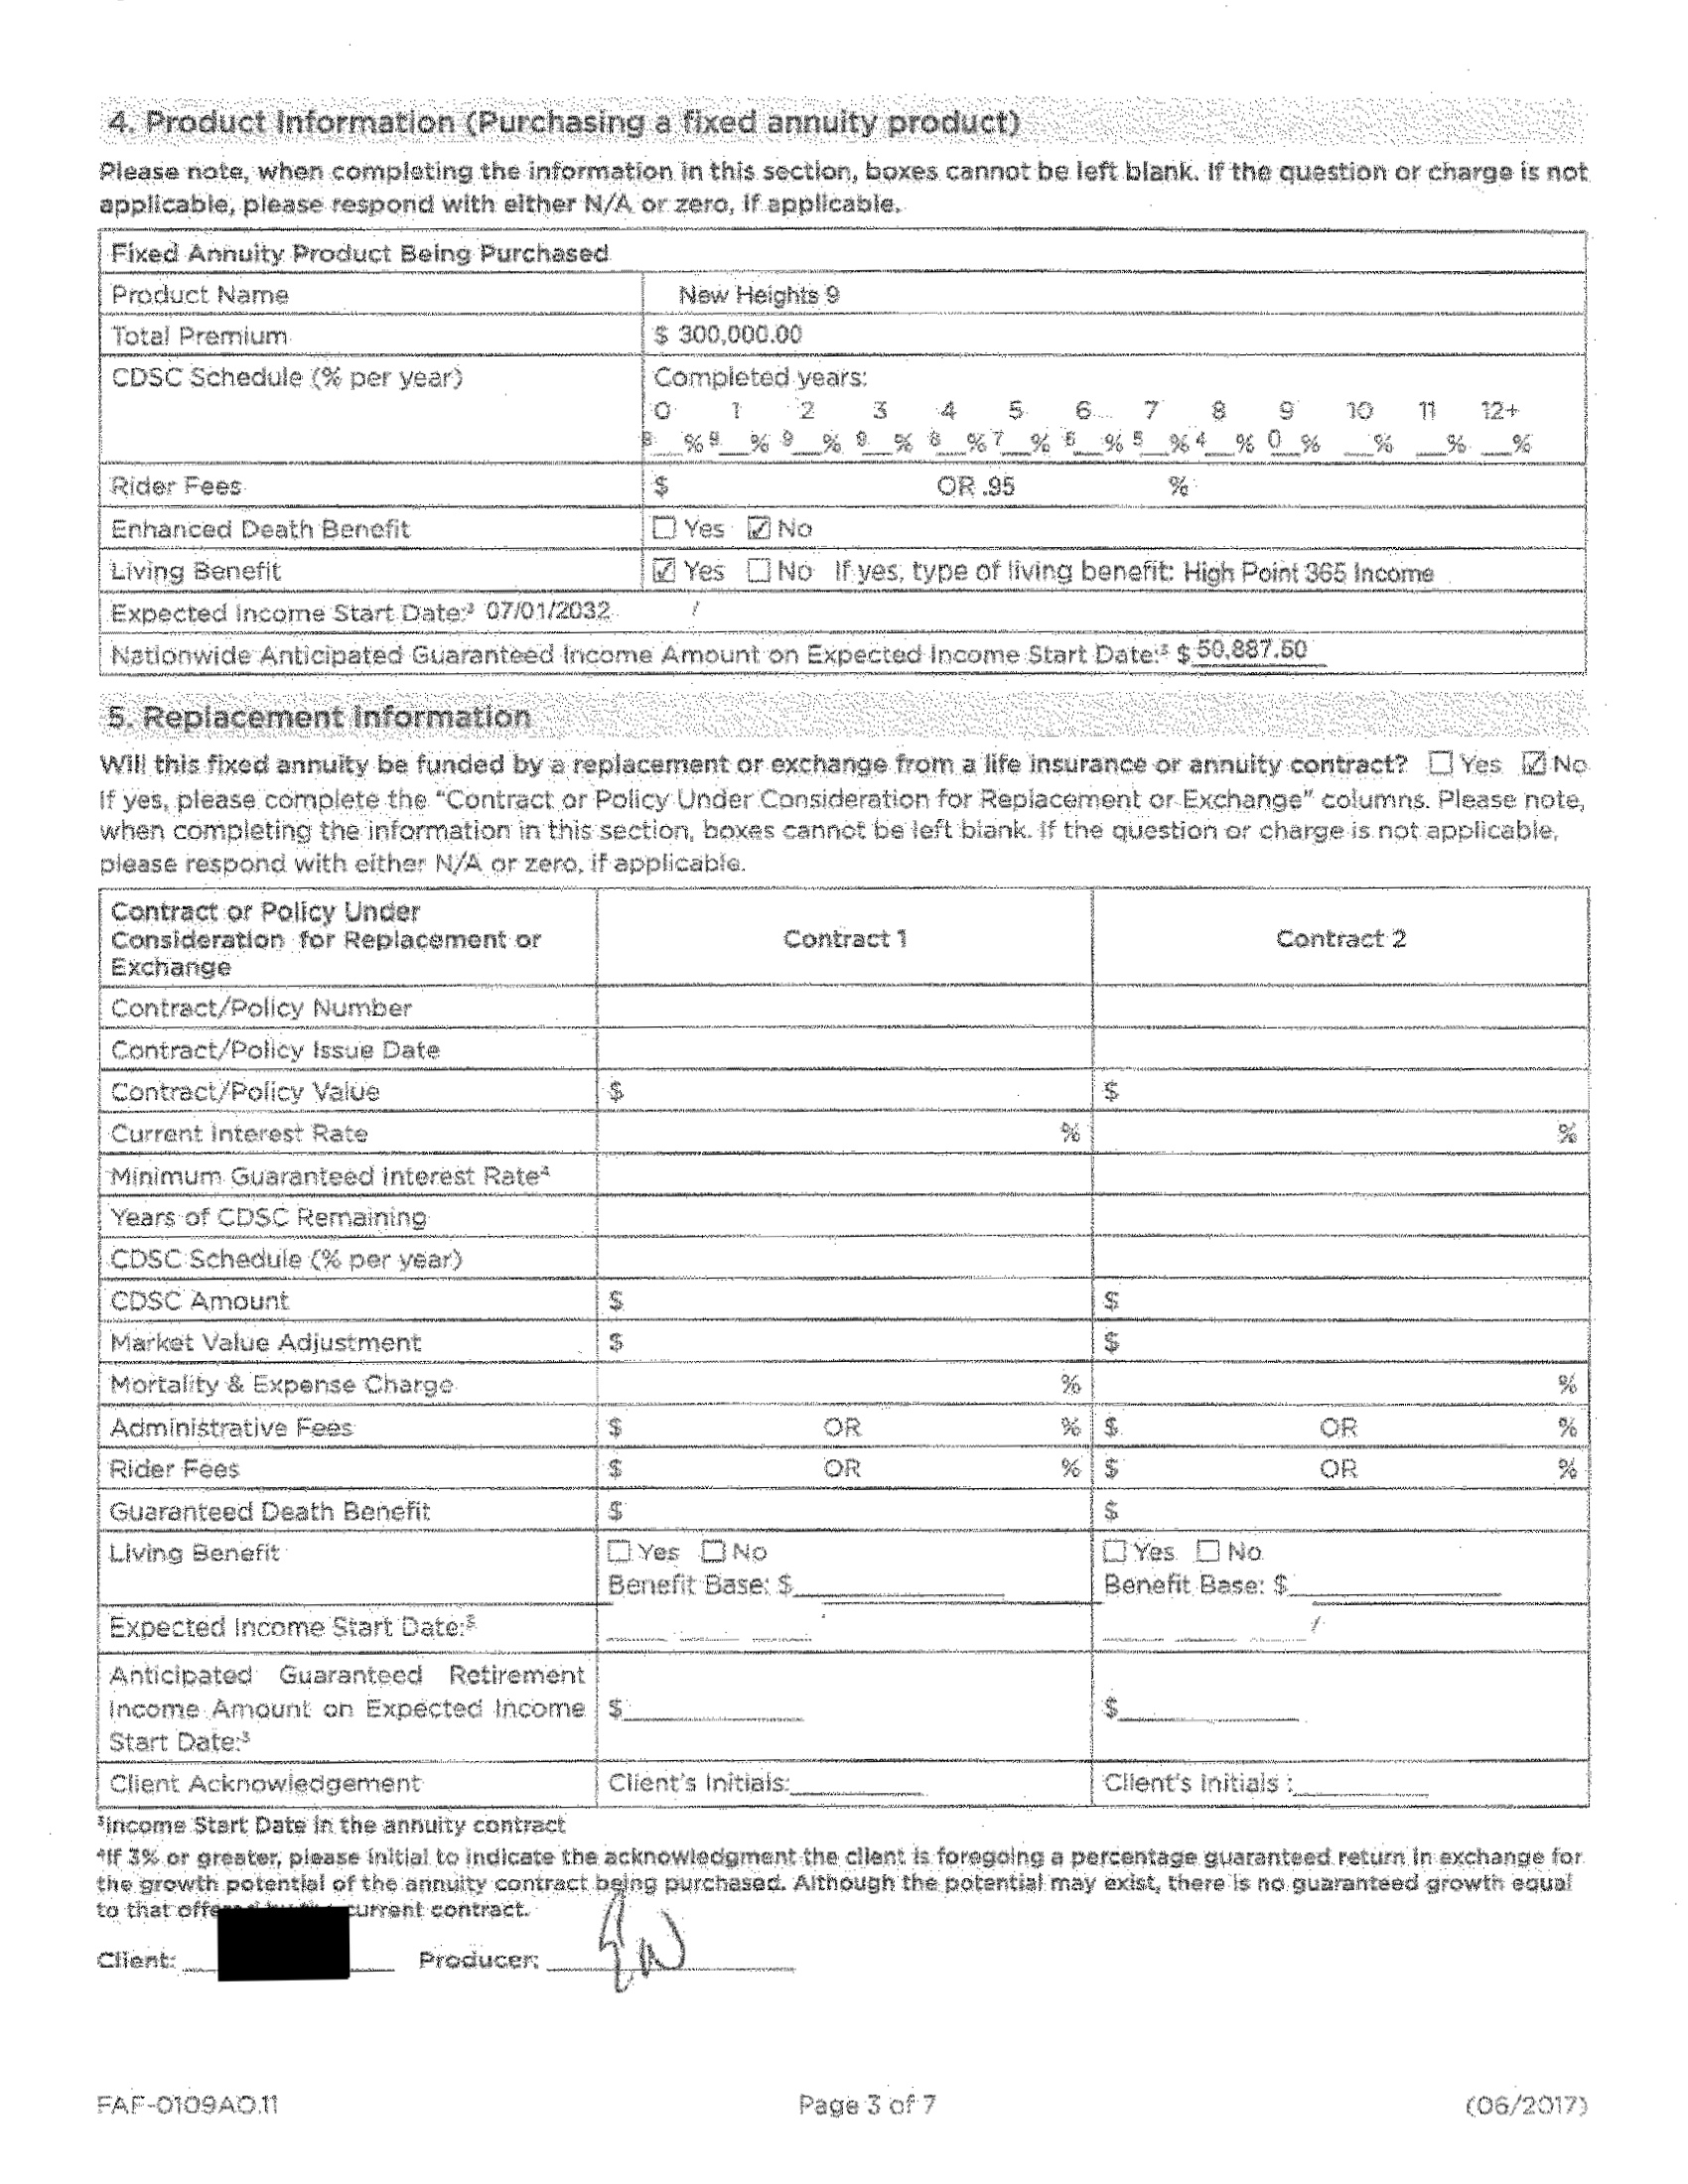 4. Product Information (Purchasing a fixed annuity product)
Please note, when completing the information in this section, boxes cannot be left blank. If the question or charge is not
applicable, please respond with either N/A or zero, if applicable.
Fixed Annuity Product Being Purchased
Product Name New Heights 9
Total Premium $ 300,000.00
CDSC Schedule (% per year) Completed years:
0 1 2 3 4 5 6 7 8 9 10 11 12+
% 9 % 9 % % 8 % 7 % 6 % 5 % 4 % 0 % % % %
Rider Fees $ OR .95 %
Enhanced Death Benefit ☐ Yes ☑ No
Living Benefit ☑ Yes ☐ No If yes, type of living benefit: High Point 365 Income
Expected Income Start Date:³ 07/01/2032 /
Nationwide Anticipated Guaranteed Income Amount on Expected Income Start Date:³ $ 50,887.50
5. Replacement Information
Will this fixed annuity be funded by a replacement or exchange from a life insurance or annuity contract? ☐ Yes ☑ No
If yes, please complete the “Contract or Policy Under Consideration for Replacement or Exchange” columns. Please note,
when completing the information in this section, boxes cannot be left blank. If the question or charge is not applicable,
please respond with either N/A or zero, if applicable.
Contract or Policy Under
Consideration for Replacement or
Exchange
Contract 1 Contract 2
Contract/Policy Number
Contract/Policy Issue Date
Contract/Policy Value $ $
Current Interest Rate % %
Minimum Guaranteed Interest Rate⁴
Years of CDSC Remaining
CDSC Schedule (% per year)
CDSC Amount $ $
Market Value Adjustment $ $
Mortality & Expense Charge % %
Administrative Fees $ OR % $ OR %
Rider Fees $ OR % $ OR %
Guaranteed Death Benefit $ $
Living Benefit ☐ Yes ☐ No ☐ Yes ☐ No
Benefit Base: $ Benefit Base: $
Expected Income Start Date:³ /
Anticipated Guaranteed Retirement
Income Amount on Expected Income $ $
Start Date:³
Client Acknowledgement Client's Initials: Client's Initials :
³Income Start Date in the annuity contract
⁴If 3% or greater, please initial to indicate the acknowledgment the client is foregoing a percentage guaranteed return in exchange for
the growth potential of the annuity contract being purchased. Although the potential may exist, there is no guaranteed growth equal
to that current contract.
Client: Producer:
FAF-0109AO.11 Page 3 of 7 (06/2017)